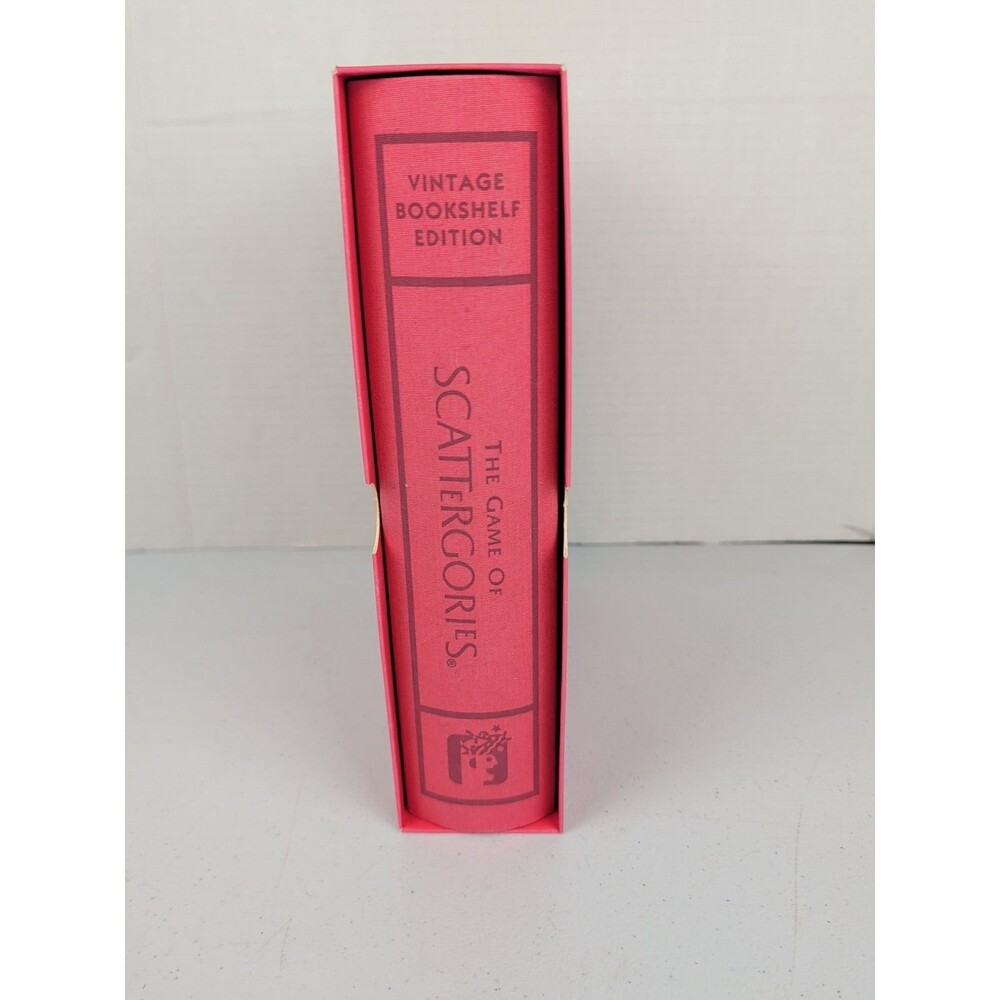 VINTAGE
BOOKSHELF
EDITION
THE GAME OF
SCATTERGORIES®